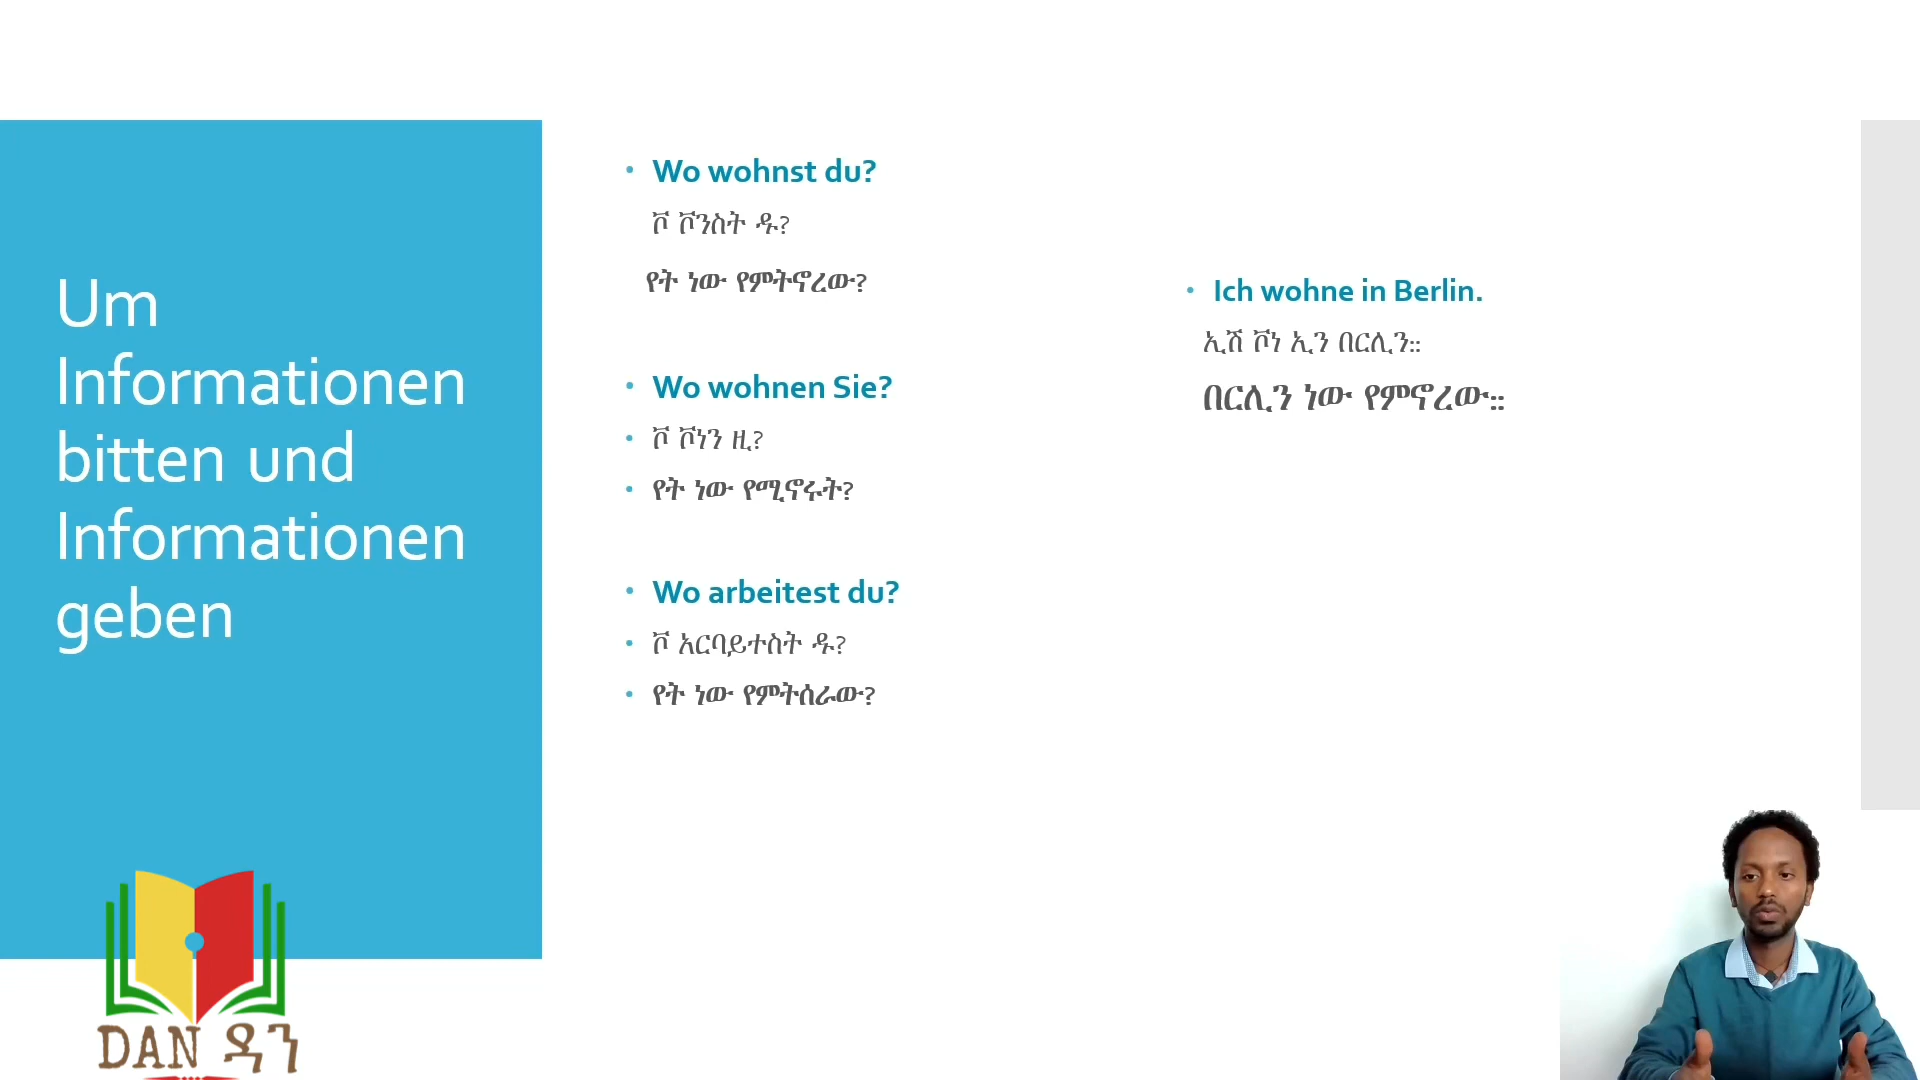 Um
Informationen
bitten und
Informationen
geben
Wo wohnst du?
ቮ ቮንስት ዱ?
የት ነው የምትኖረው?
Wo wohnen Sie?
ቮ ቮነን ዚ?
የት ነው የሚኖሩት?
Wo arbeitest du?
ቮ አርባይተስት ዱ?
የት ነው የምትሰራው?
Ich wohne in Berlin.
ኢሽ ቮነ ኢን በርሊን።
በርሊን ነው የምኖረው።
DAN ዳን